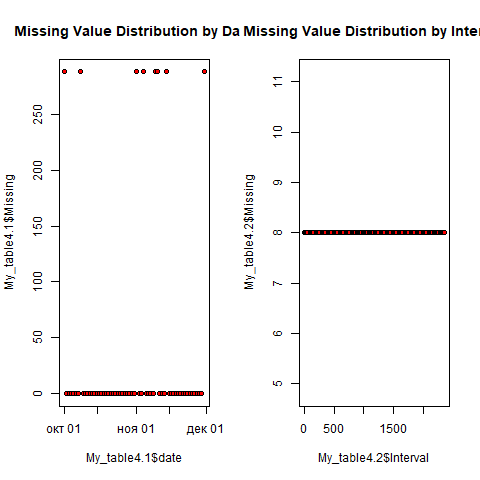 Missing Value Distribution by Da
Missing Value Distribution by Inter
My_table4.1$Missing
0
50
100
150
200
250
окт 01
ноя 01
дек 01
My_table4.1$date
My_table4.2$Missing
5
6
7
8
9
10
11
0
500
1500
My_table4.2$Interval